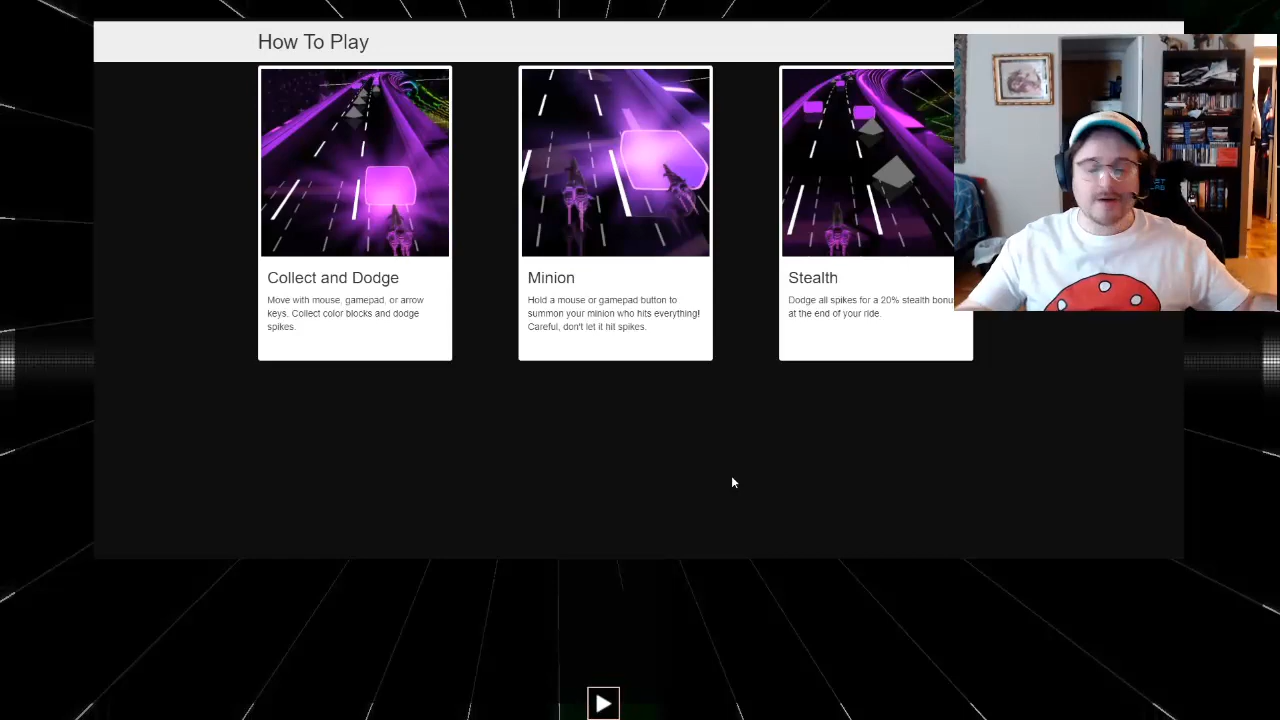 How To Play
Collect and Dodge
Move with mouse, gamepad, or arrow
keys. Collect color blocks and dodge
spikes.
Minion
Hold a mouse or gamepad button to
summon your minion who hits everything!
Careful, don't let it hit spikes.
Stealth
Dodge all spikes for a 20% stealth
at the end of your ride.